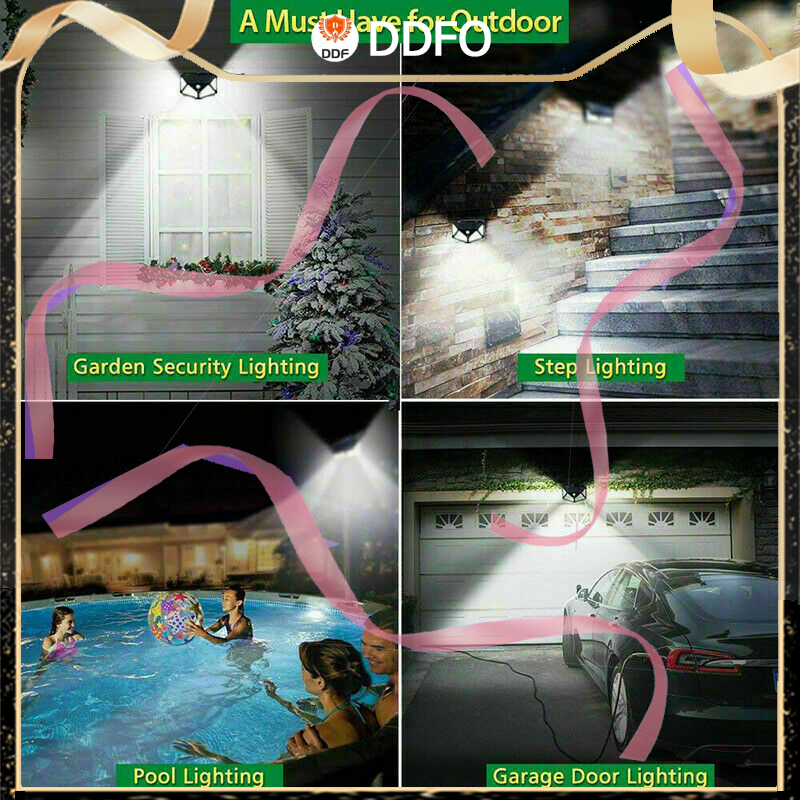 A Must Have for Outdoor
DDF DDFO
Garden Security Lighting
Step Lighting
Pool Lighting
Garage Door Lighting